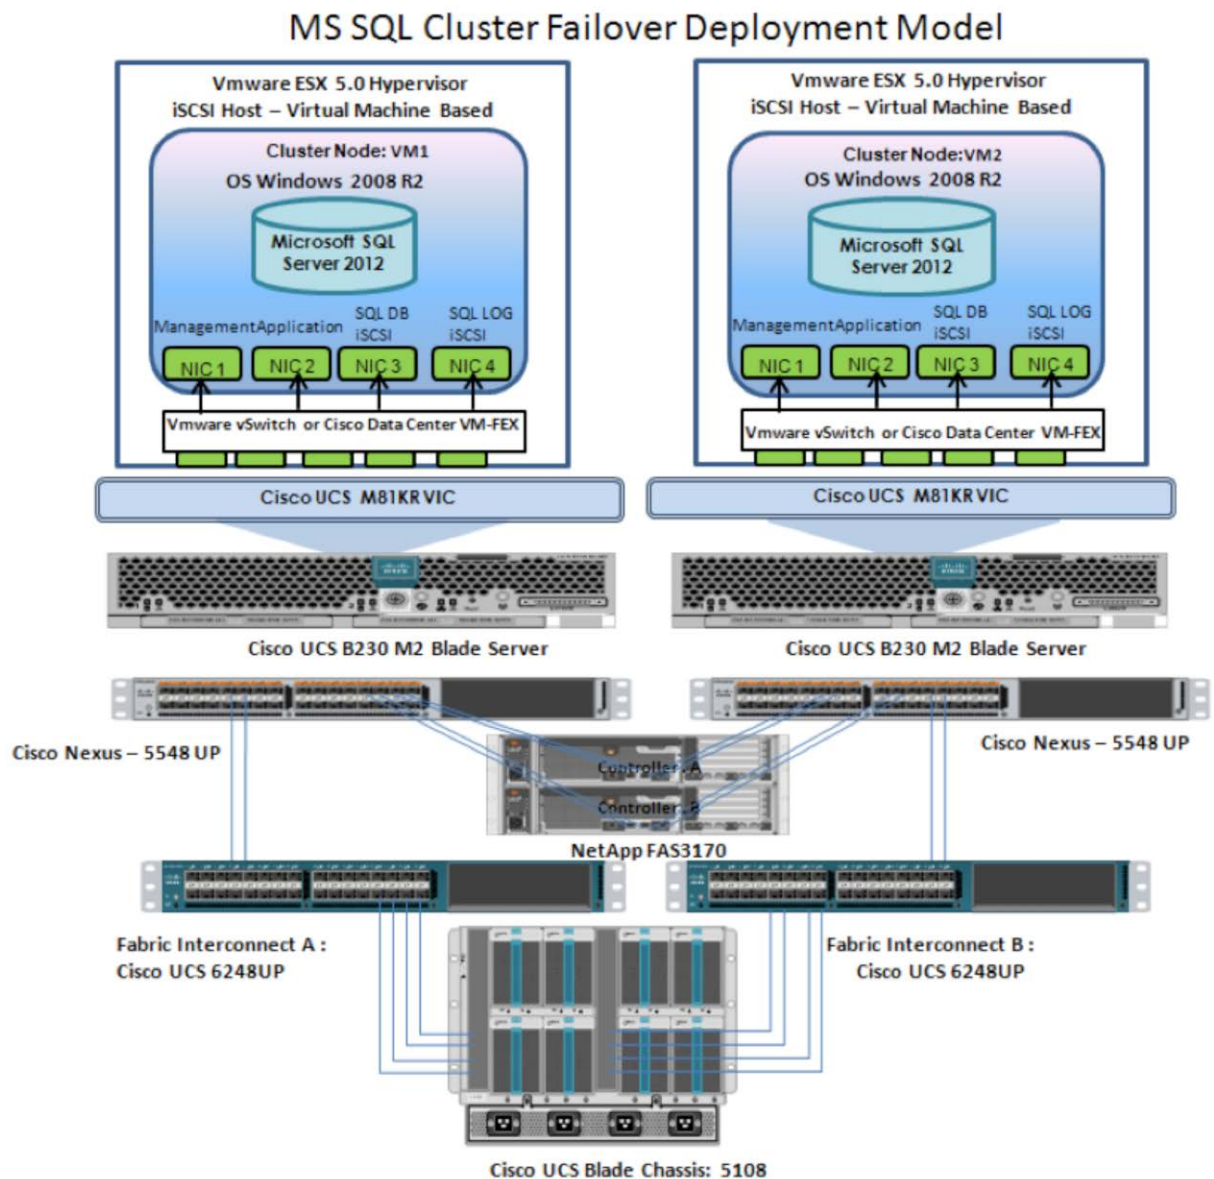 MS SQL Cluster Failover Deployment Model
Vmware ESX 5.0 Hypervisor
iSCSI Host – Virtual Machine Based
Cluster Node: VM1
OS Windows 2008 R2
Microsoft SQL
Server 2012
Management
Application
SQL DB
iSCSI
SQL LOG
iSCSI
NIC 1
NIC 2
NIC 3
NIC 4
Vmware vSwitch or Cisco Data Center VM-FEX
Cisco UCS M81KR VIC
Cisco UCS B230 M2 Blade Server
Vmware ESX 5.0 Hypervisor
iSCSI Host – Virtual Machine Based
Cluster Node:VM2
OS Windows 2008 R2
Microsoft SQL
Server 2012
Management
Application
SQL DB
iSCSI
SQL LOG
iSCSI
NIC 1
NIC 2
NIC 3
NIC 4
Vmware vSwitch or Cisco Data Center VM-FEX
Cisco UCS M81KR VIC
Cisco UCS B230 M2 Blade Server
Cisco Nexus – 5548 UP
Cisco Nexus – 5548 UP
Controller : A
Controller : B
NetApp FAS3170
Fabric Interconnect A :
Cisco UCS 6248UP
Fabric Interconnect B :
Cisco UCS 6248UP
Cisco UCS Blade Chassis: 5108